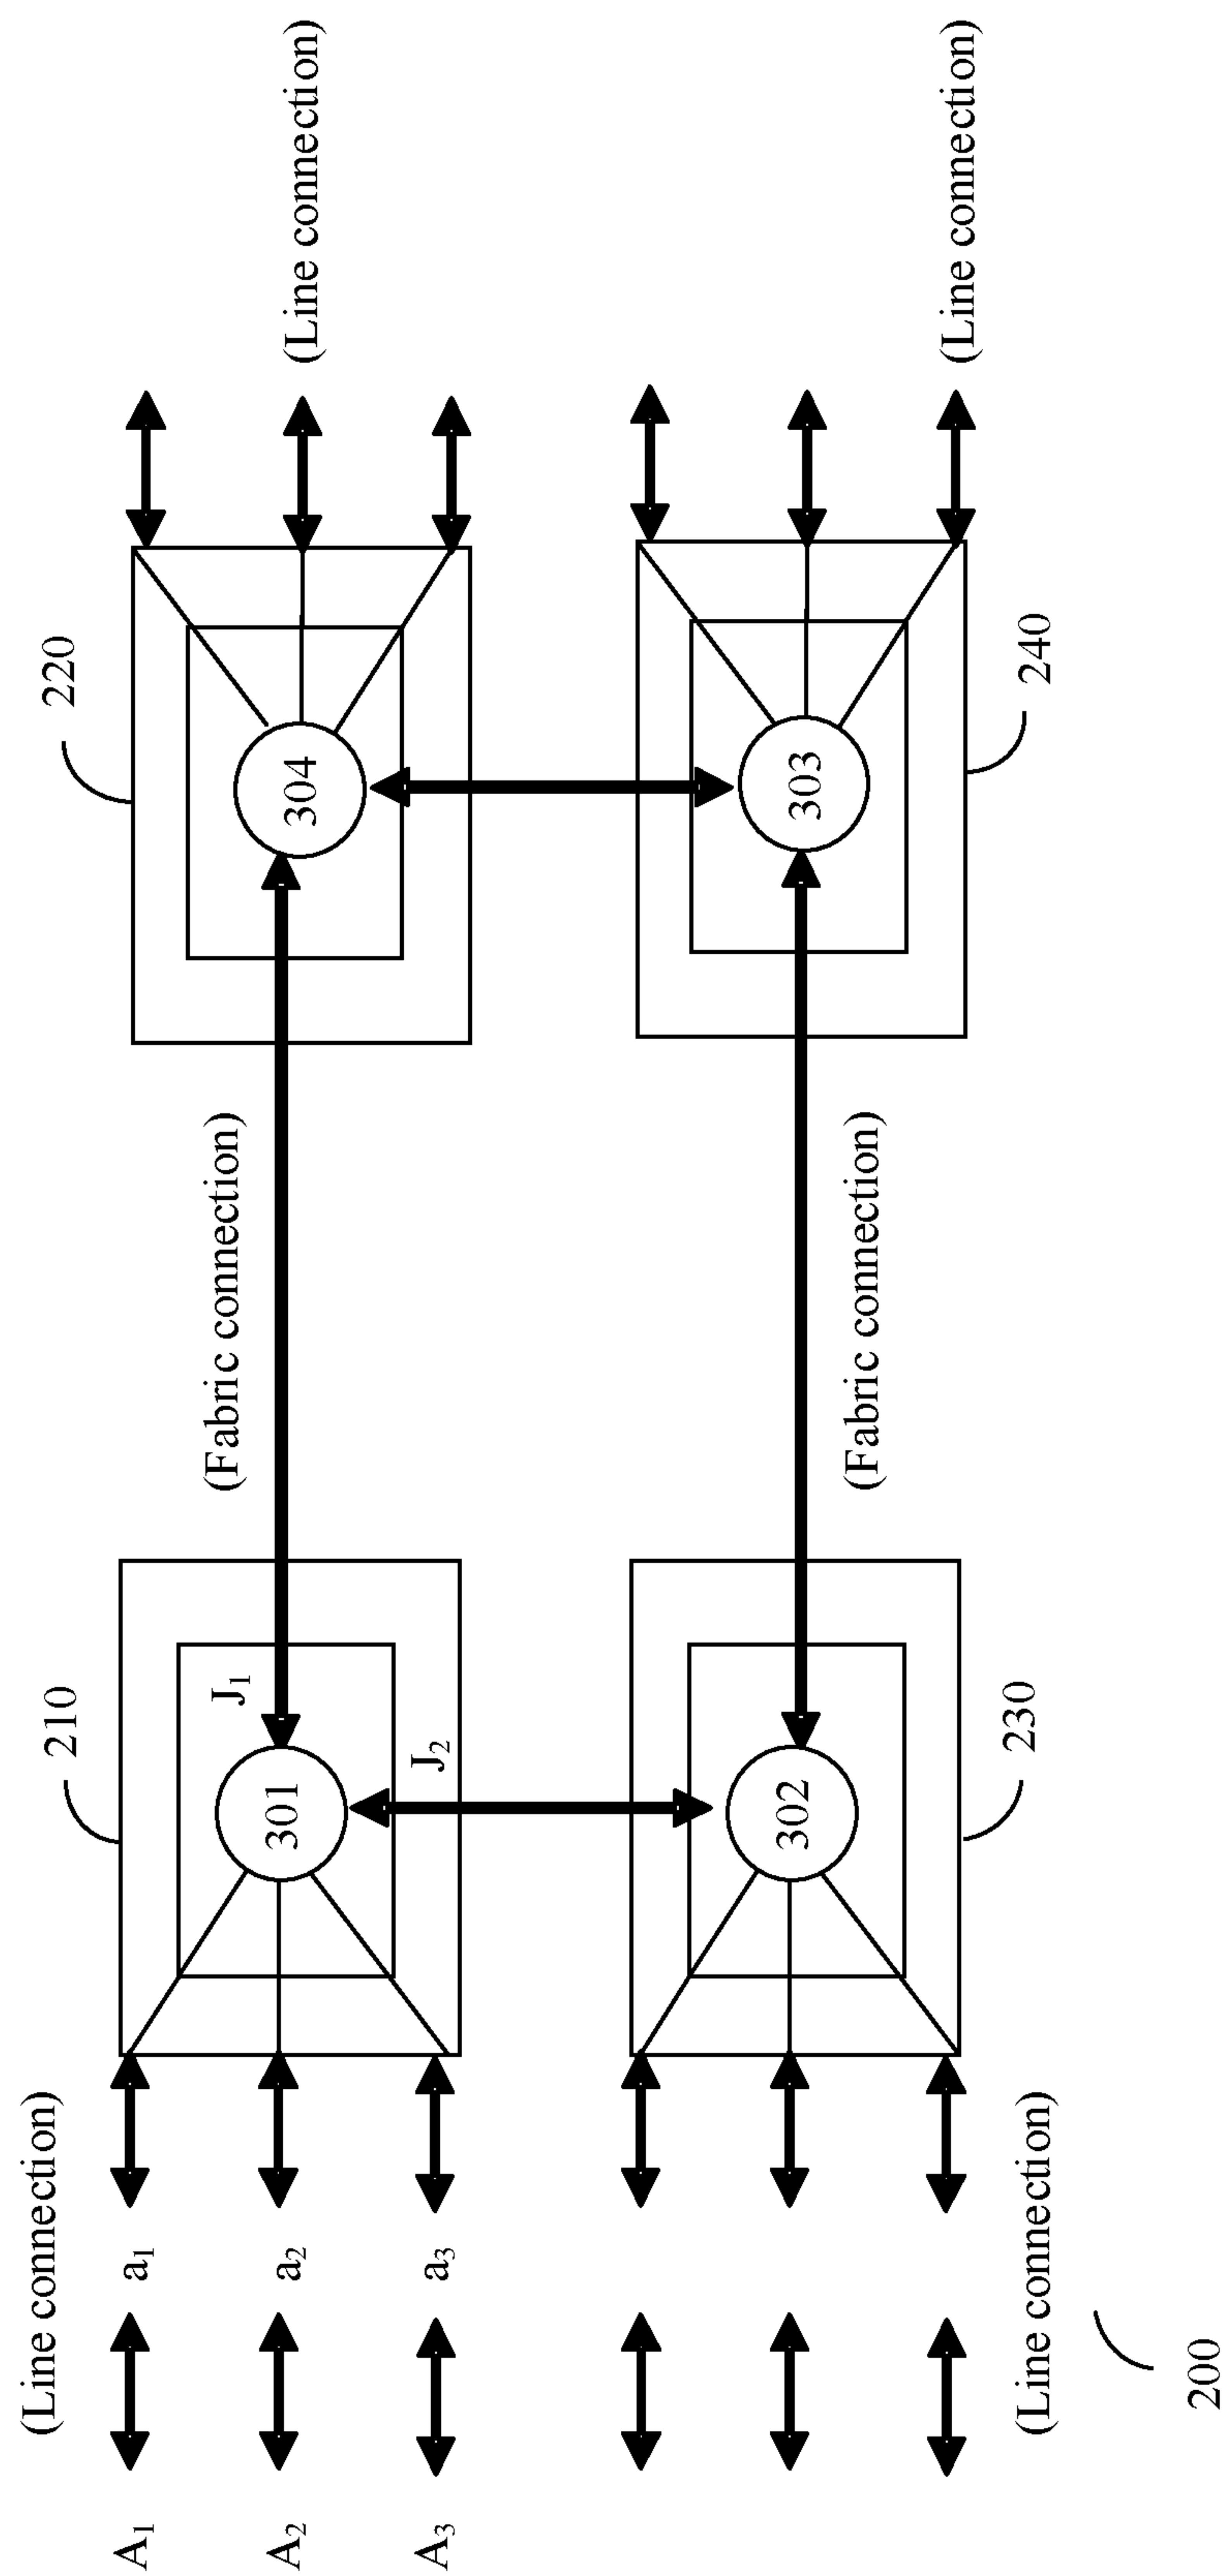 (Line connection)
210
(Fabric connection)
220
A₁
a₁
J₁
301
304
(Line connection)
A₂
a₂
A₃
a₃
J₂
302
303
(Fabric connection)
(Line connection)
230
240
(Line connection)
200